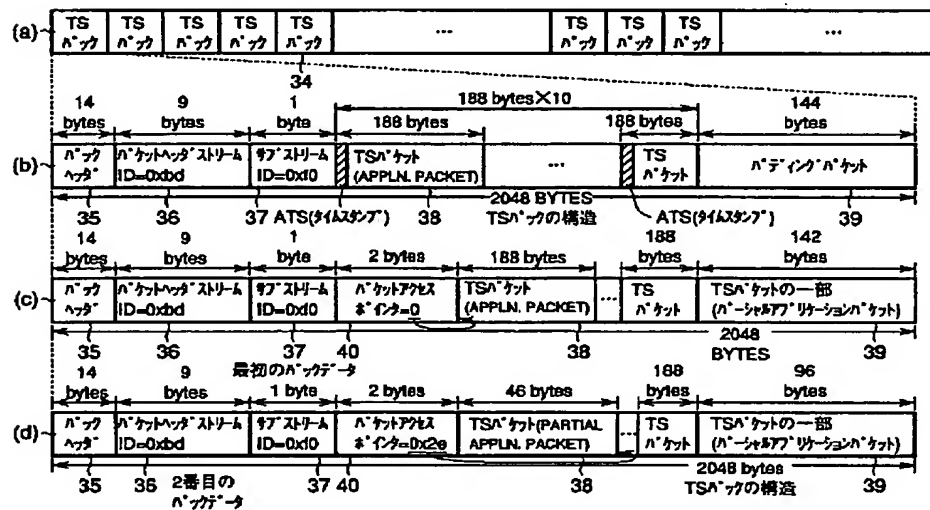 (a)
TS
パック
TS
パック
TS
パック
TS
パック
TS
パック
...
TS
パック
TS
パック
TS
パック
...
34
14
bytes
9
bytes
1
byte
188 bytes×10
188 bytes
188 bytes
144
bytes
(b)
パック
ヘッダ
パケットヘッダストリーム
ID=0xbd
サブストリーム
ID=0xf0
TSパケット
(APPLN. PACKET)
...
TS
パケット
パディングパケット
2048 BYTES
35
36
37
ATS(タイムスタンプ)
38
TSパックの構造
ATS(タイムスタンプ)
39
14
bytes
9
bytes
1
byte
2 bytes
188 bytes
188
bytes
142
bytes
(c)
パック
ヘッダ
パケットヘッダストリーム
ID=0xbd
サブストリーム
ID=0xf0
パケットアクセス
ポインタ=0
TSパケット
(APPLN. PACKET)
...
TS
パケット
TSパケットの一部
(パーシャルアプリケーションパケット)
2048
BYTES
35
36
37
40
38
39
最初のパックデータ
14
bytes
9
bytes
1 byte
2 bytes
46 bytes
188
bytes
96
bytes
(d)
パック
ヘッダ
パケットヘッダストリーム
ID=0xbd
サブストリーム
ID=0xf0
パケットアクセス
ポインタ=0x2e
TSパケット(PARTIAL
APPLN. PACKET)
...
TS
パケット
TSパケットの一部
(パーシャルアプリケーションパケット)
2048 bytes
35
36
37
40
38
39
2番目の
パックデータ
TSパックの構造